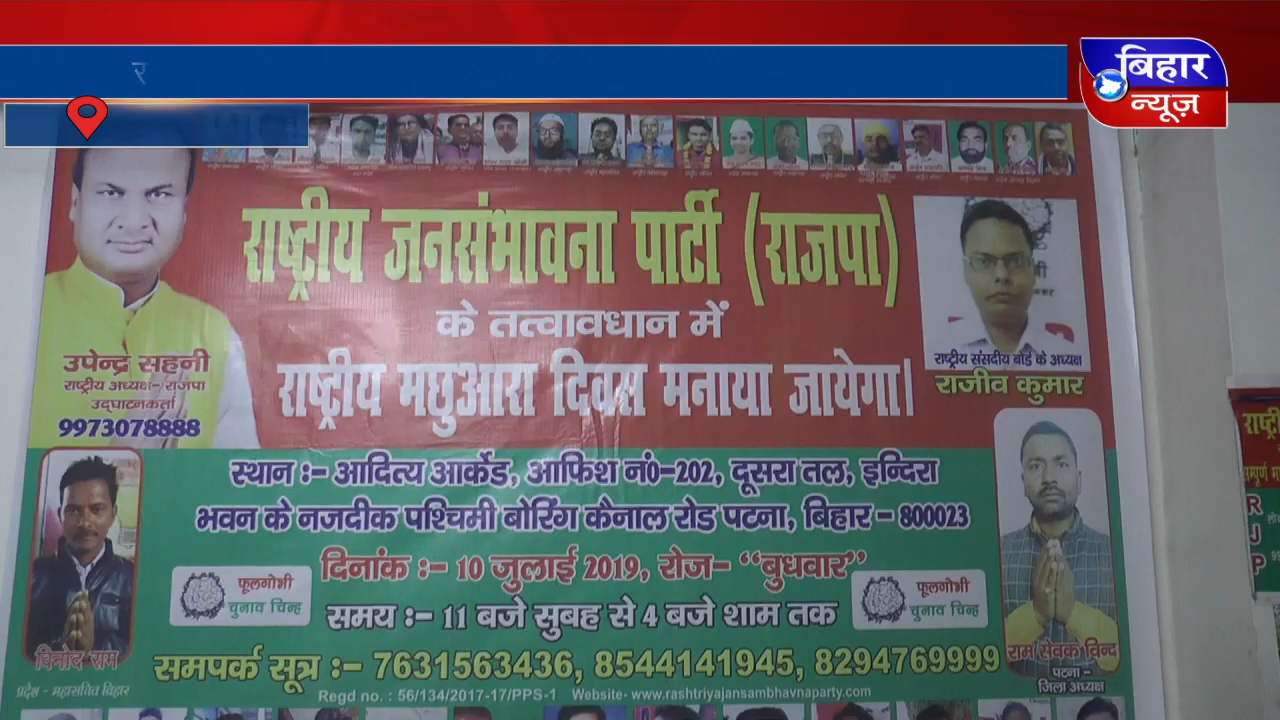 र
बिहार
न्यूज़
राष्ट्रीय जनसंभावना पार्टी (राजपा)
के तत्वावधान में
राष्ट्रीय मछुआरा दिवस मनाया जायेगा।
उपेन्द्र सहनी
राष्ट्रीय अध्यक्ष- राजपा
उद्घाटनकर्ता
9973078888
राष्ट्रीय संसदीय बोर्ड के अध्यक्ष
राजीव कुमार
स्थान :- आदित्य आर्केड, आफिश नं0-202, दूसरा तल, इन्दिरा
भवन के नजदीक पश्चिमी बोरिंग कैनाल रोड पटना, बिहार - 800023
दिनांक :- 10 जुलाई 2019, रोज- “बुधवार”
समय :- 11 बजे सुबह से 4 बजे शाम तक
फूलगोभी
चुनाव चिन्ह
फूलगोभी
चुनाव चिन्ह
विनोद राम
प्रदेश - महासचिव बिहार
राम सेवक विन्द
पटना -
जिला अध्यक्ष
समपर्क सूत्र :- 7631563436, 8544141945, 8294769999
Regd no. : 56/134/2017-17/PPS-1 Website- www.rashtriyajansambhavnaparty.com
R
J
P